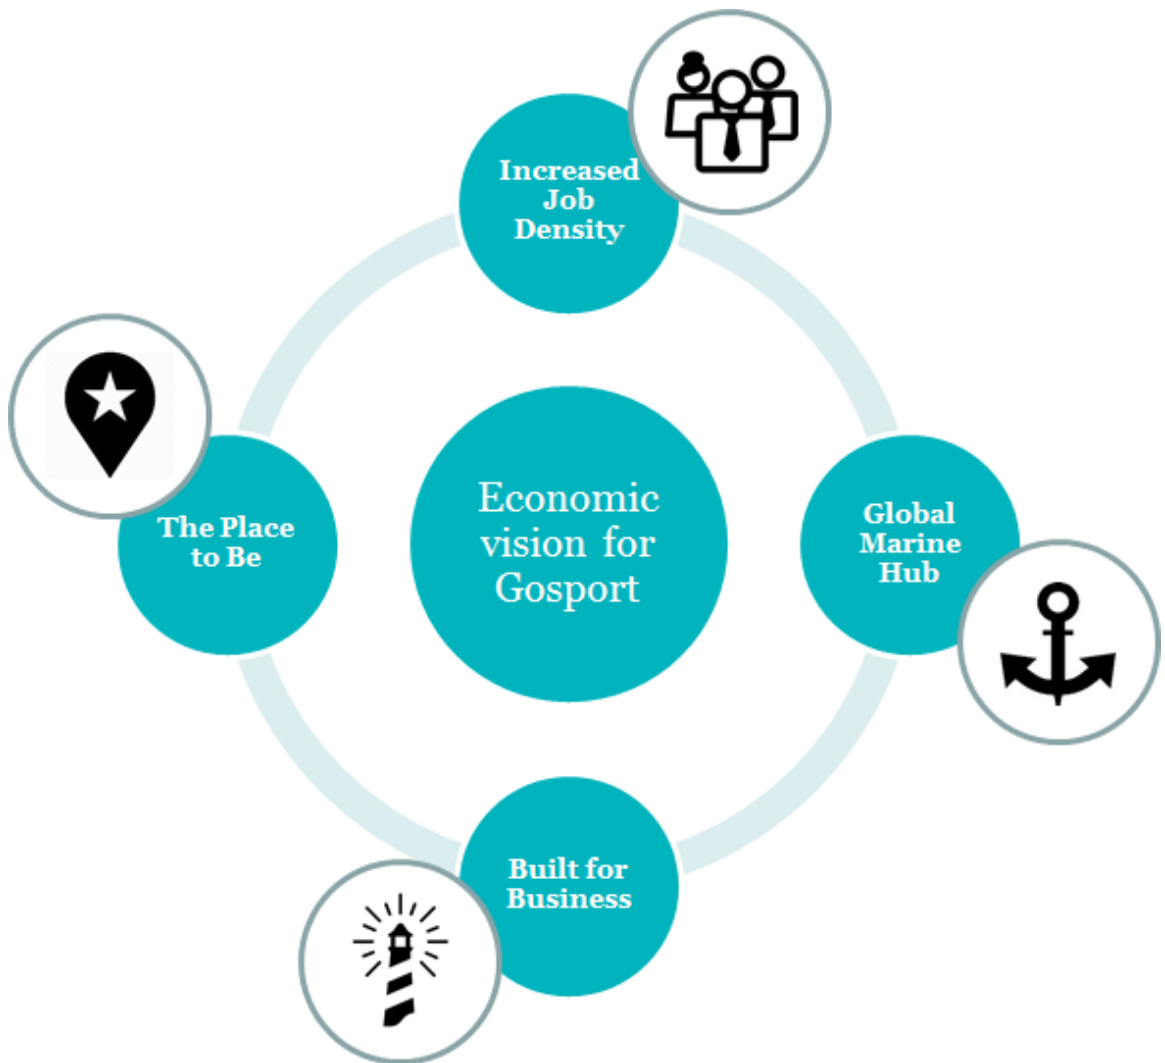 Increased
Job
Density
The Place
to Be
Economic
vision for
Gosport
Global
Marine
Hub
Built for
Business